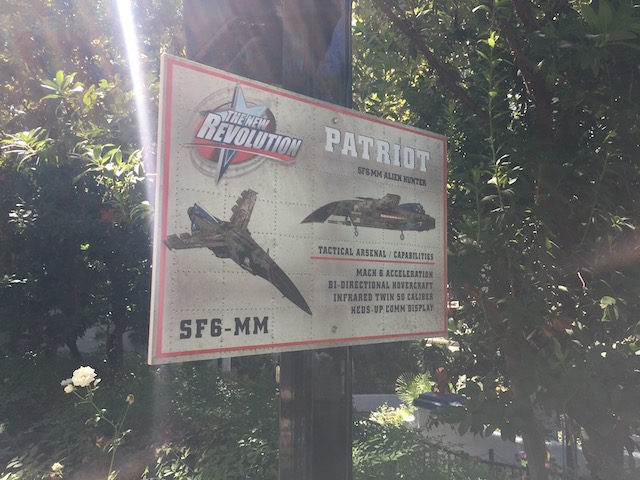 THE NEW
REVOLUTION
PATRIOT
SF6-MM ALIEN HUNTER
TACTICAL ARSENAL / CAPABILITIES
MACH 6 ACCELERATION
BI-DIRECTIONAL HOVERCRAFT
INFRARED TWIN 50 CALIBER
HEDS-UP COMM DISPLAY
SF6-MM